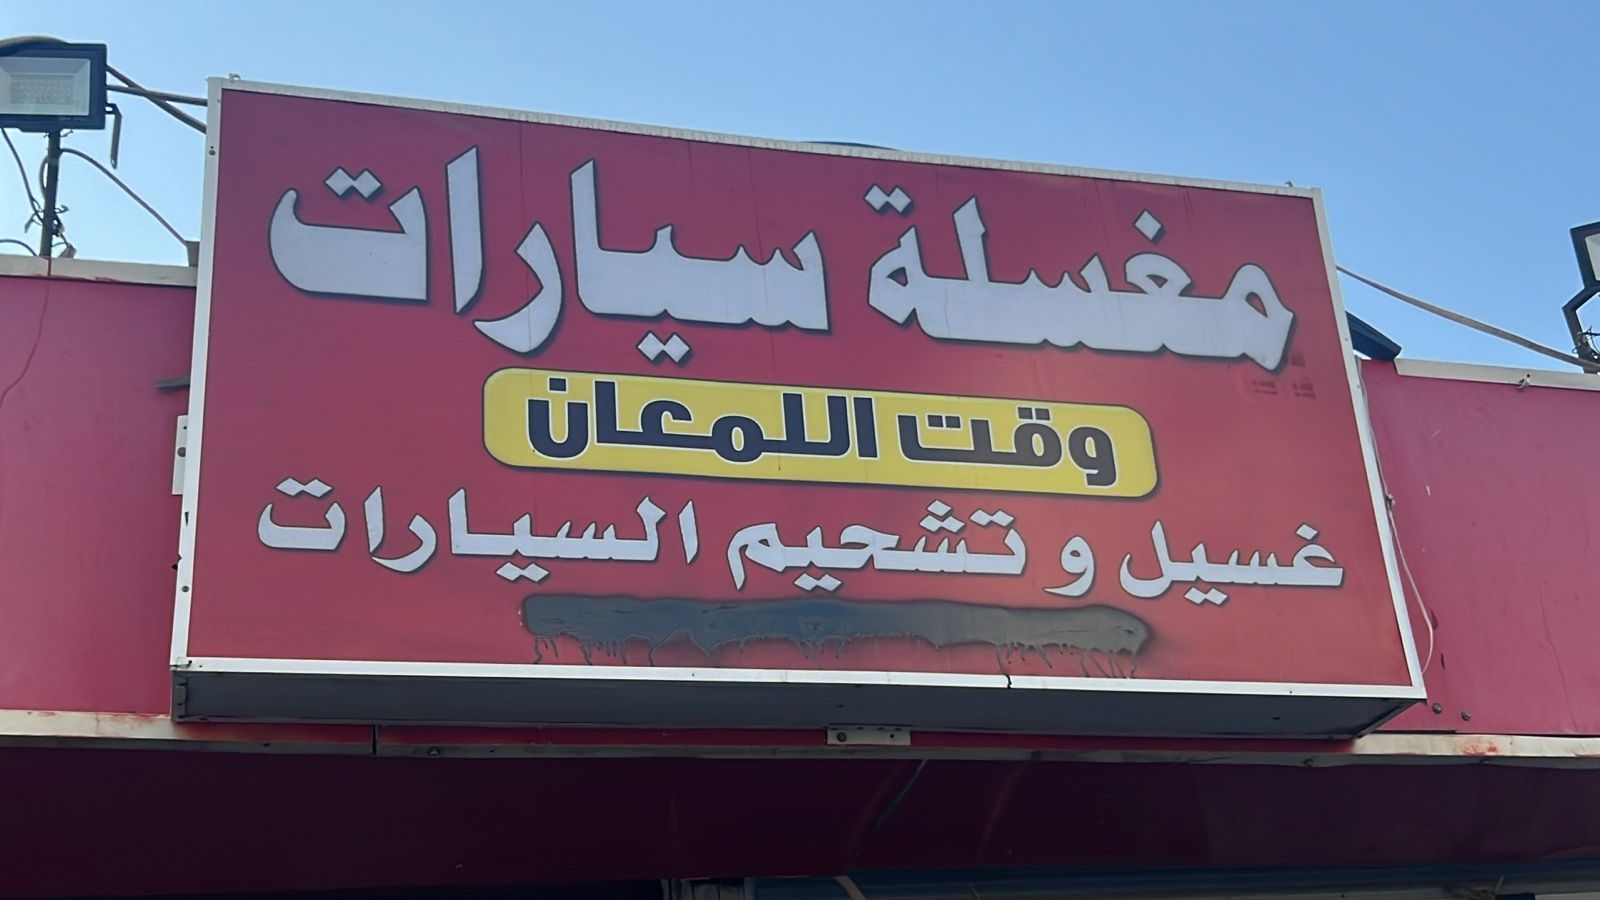 مغسلة سيارات
وقت اللمعان
غسيل و تشحيم السيارات